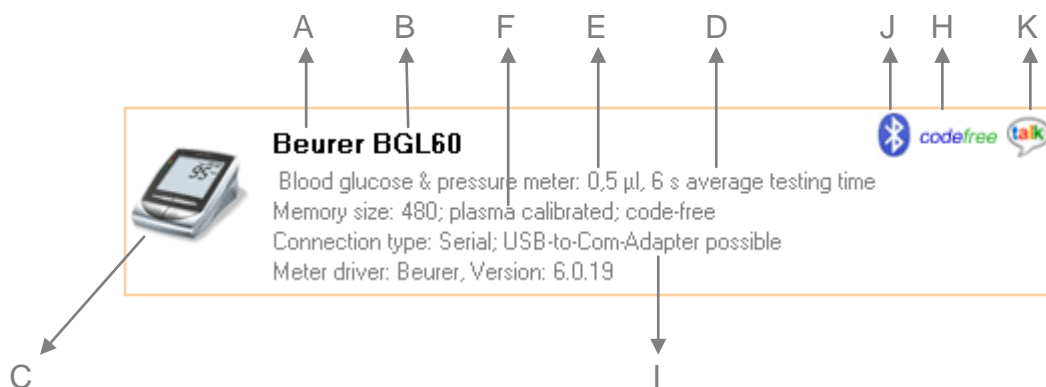 A B F E D J H K
Beurer BGL60
codefree
talk
Blood glucose & pressure meter: 0,5 µl, 6 s average testing time
Memory size: 480; plasma calibrated; code-free
Connection type: Serial; USB-to-Com-Adapter possible
Meter driver: Beurer, Version: 6.0.19
C I